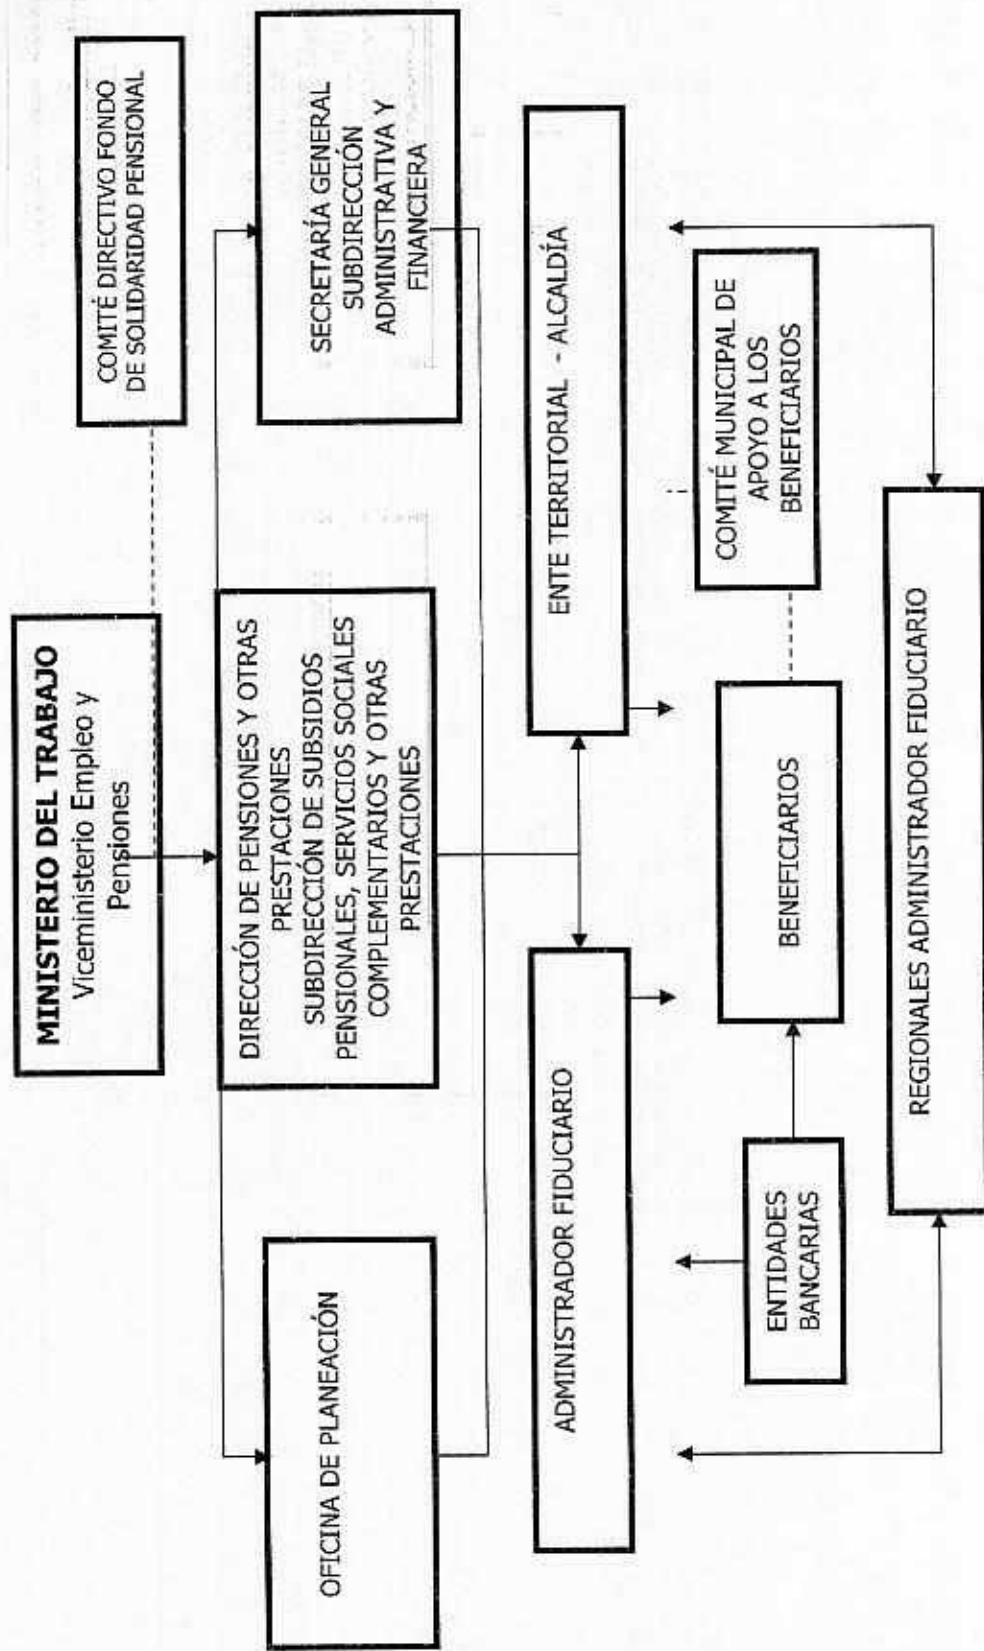 MINISTERIO DEL TRABAJO
Viceministerio Empleo y
Pensiones
COMITÉ DIRECTIVO FONDO
DE SOLIDARIDAD PENSIONAL
OFICINA DE PLANEACIÓN
DIRECCIÓN DE PENSIONES Y OTRAS
PRESTACIONES
SUBDIRECCIÓN DE SUBSIDIOS
PENSIONALES, SERVICIOS SOCIALES
COMPLEMENTARIOS Y OTRAS
PRESTACIONES
SECRETARÍA GENERAL
SUBDIRECCIÓN
ADMINISTRATIVA Y
FINANCIERA
ADMINISTRADOR FIDUCIARIO
ENTE TERRITORIAL - ALCALDÍA
ENTIDADES
BANCARIAS
BENEFICIARIOS
COMITÉ MUNICIPAL DE
APOYO A LOS
BENEFICIARIOS
REGIONALES ADMINISTRADOR FIDUCIARIO